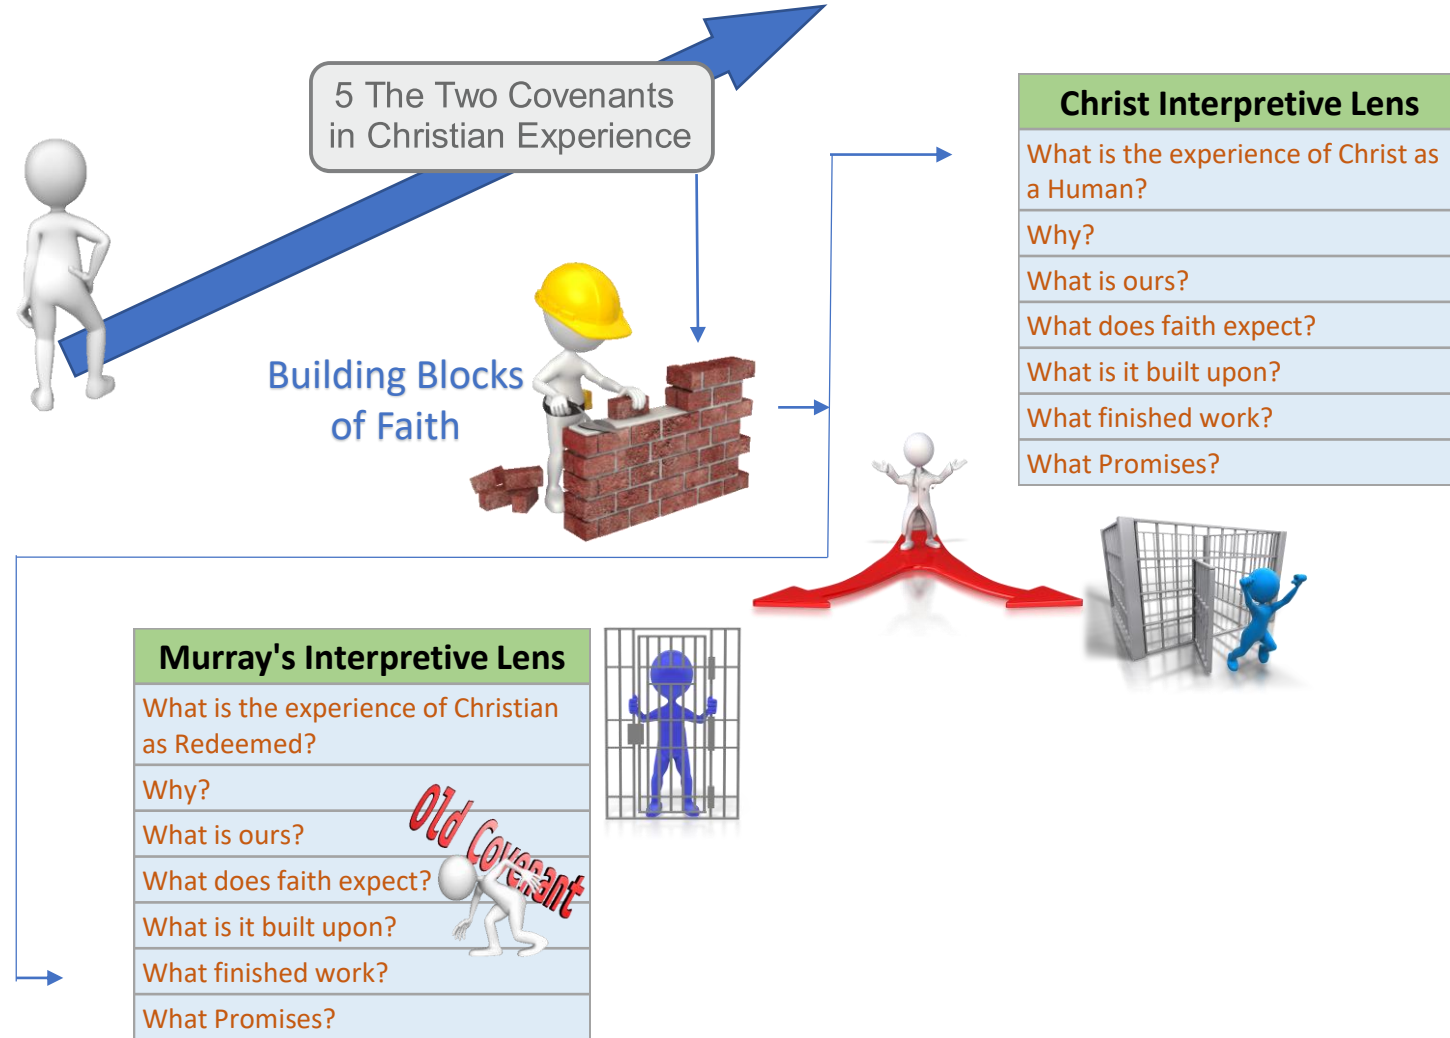 5 The Two Covenants
in Christian Experience
Christ Interpretive Lens
What is the experience of Christ as
a Human?
Why?
What is ours?
What does faith expect?
What is it built upon?
What finished work?
What Promises?
Building Blocks
of Faith
Murray's Interpretive Lens
What is the experience of Christian
as Redeemed?
Why?
What is ours?
What does faith expect?
What is it built upon?
What finished work?
What Promises?
Old Covenant